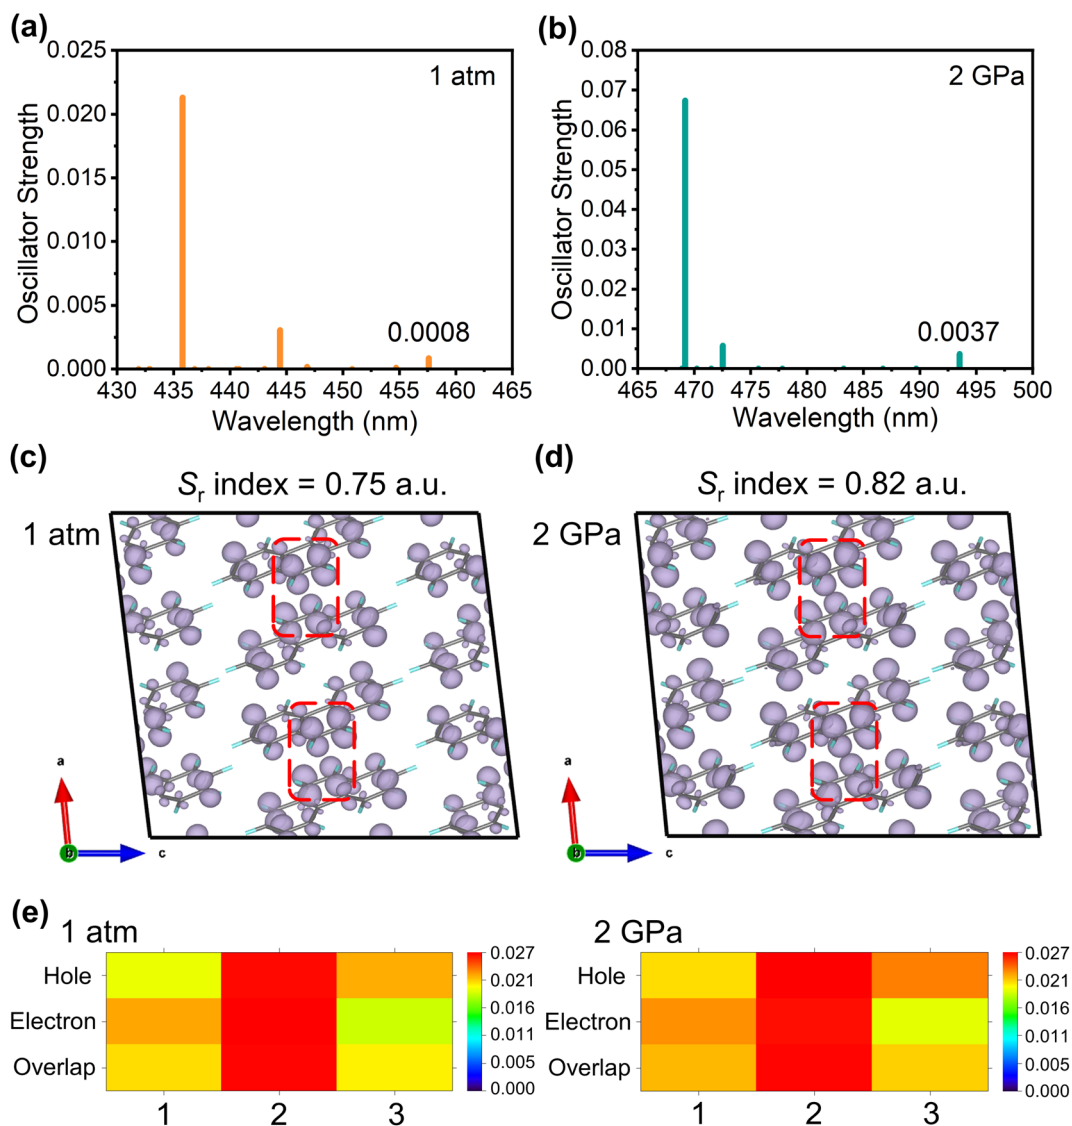 (a)
0.025
0.020
0.015
0.010
0.005
0.000
Oscillator Strength
1 atm
0.0008
430 435 440 445 450 455 460 465
Wavelength (nm)
(b)
0.08
0.07
0.06
0.05
0.04
0.03
0.02
0.01
0.00
Oscillator Strength
2 GPa
0.0037
465 470 475 480 485 490 495 500
Wavelength (nm)
(c)
Sr index = 0.75 a.u.
1 atm
a
b
c
(d)
Sr index = 0.82 a.u.
2 GPa
a
b
c
(e)
1 atm
Hole
Electron
Overlap
1 2 3
0.027
0.021
0.016
0.011
0.005
0.000
2 GPa
Hole
Electron
Overlap
1 2 3
0.027
0.021
0.016
0.011
0.005
0.000